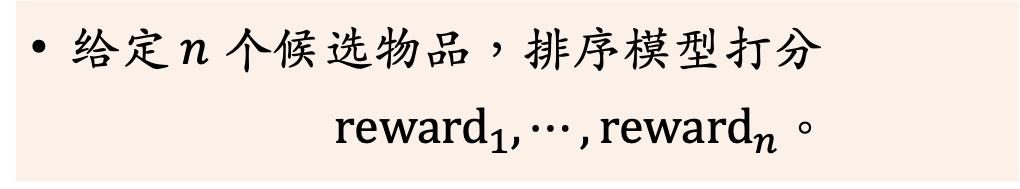 • 给定 n 个候选物品，排序模型打分
reward₁, ⋯ , rewardₙ 。